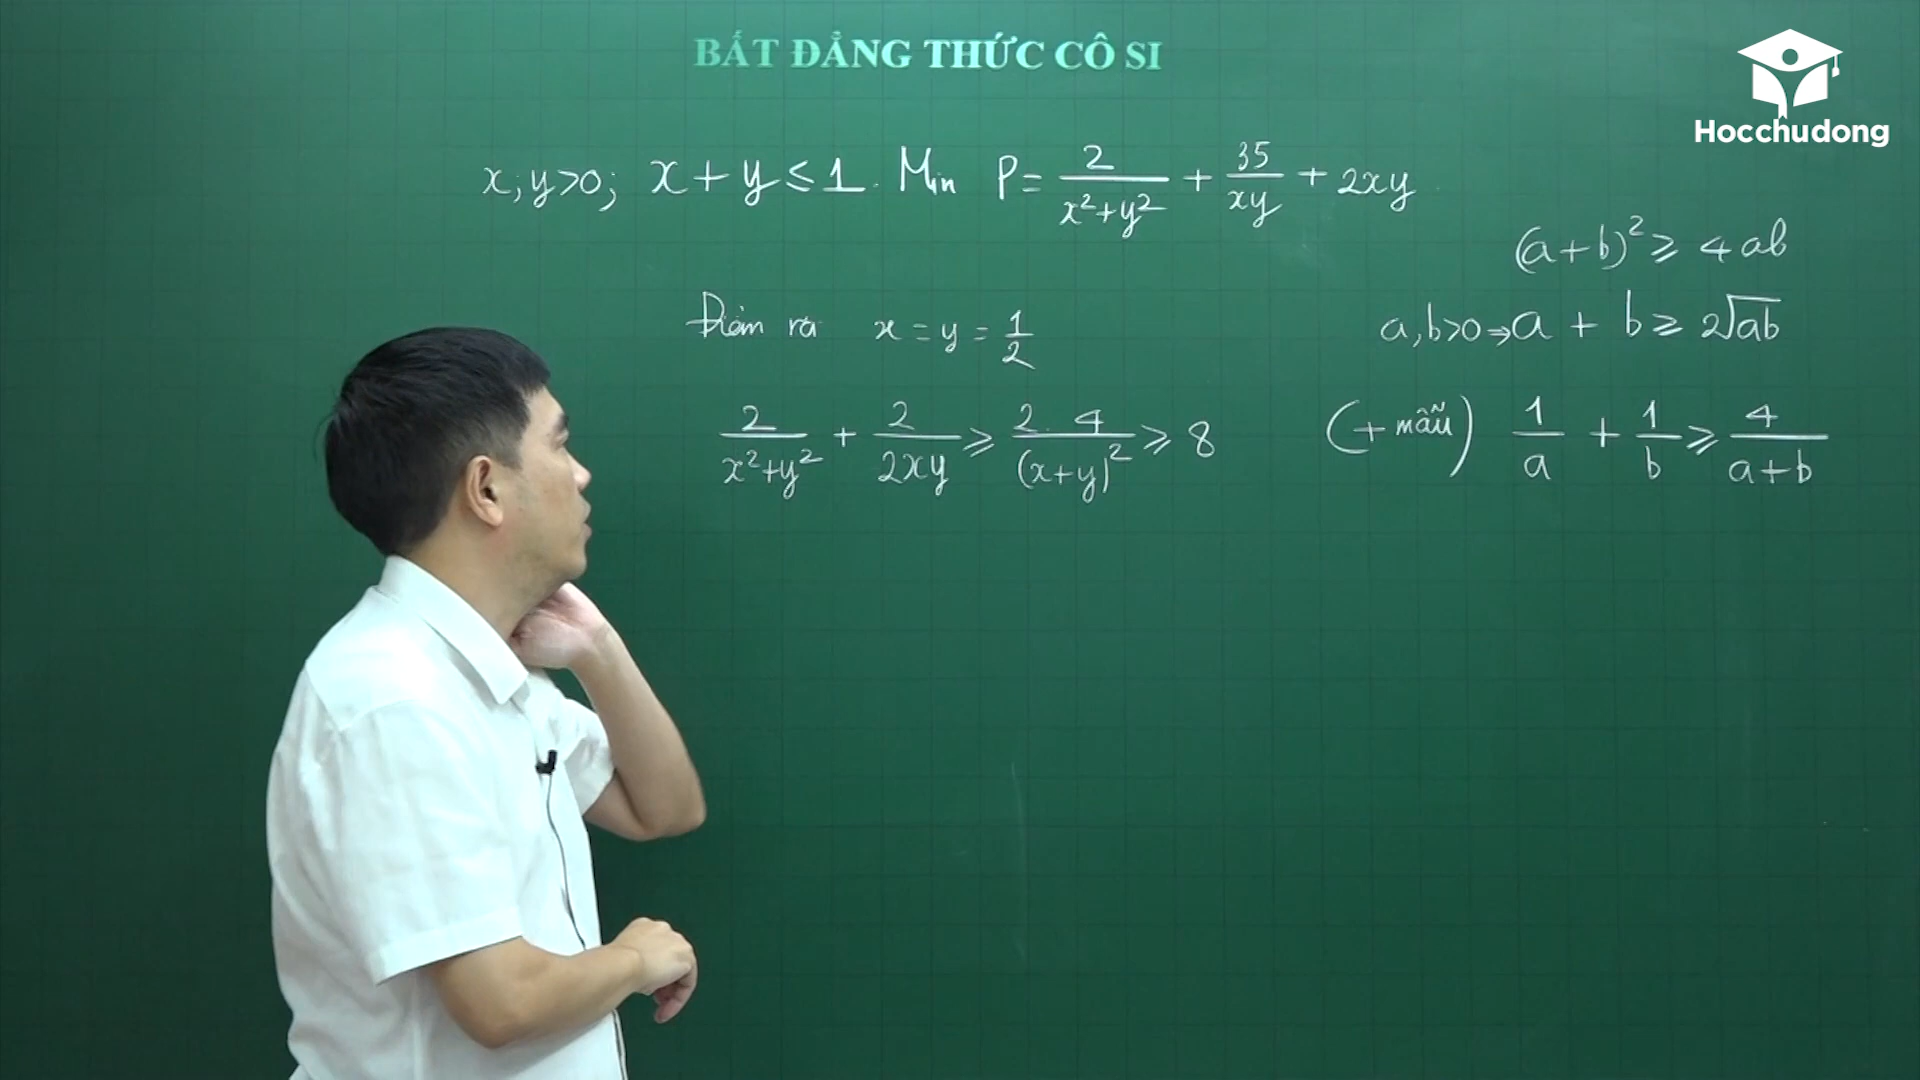 BẤT ĐẲNG THỨC CÔ SI
Hocchudong
x; y>0; x + y ≤ 1. Min P = 2/(x²+y²) + 35/xy + 2xy
(a+b)² ≥ 4ab
Điểm rơi x = y = 1/2
a, b>0 → a + b ≥ 2√ab
2/(x²+y²) + 2/2xy ≥ 2.4/(x+y)² ≥ 8
(+ mẫu) 1/a + 1/b ≥ 4/(a+b)